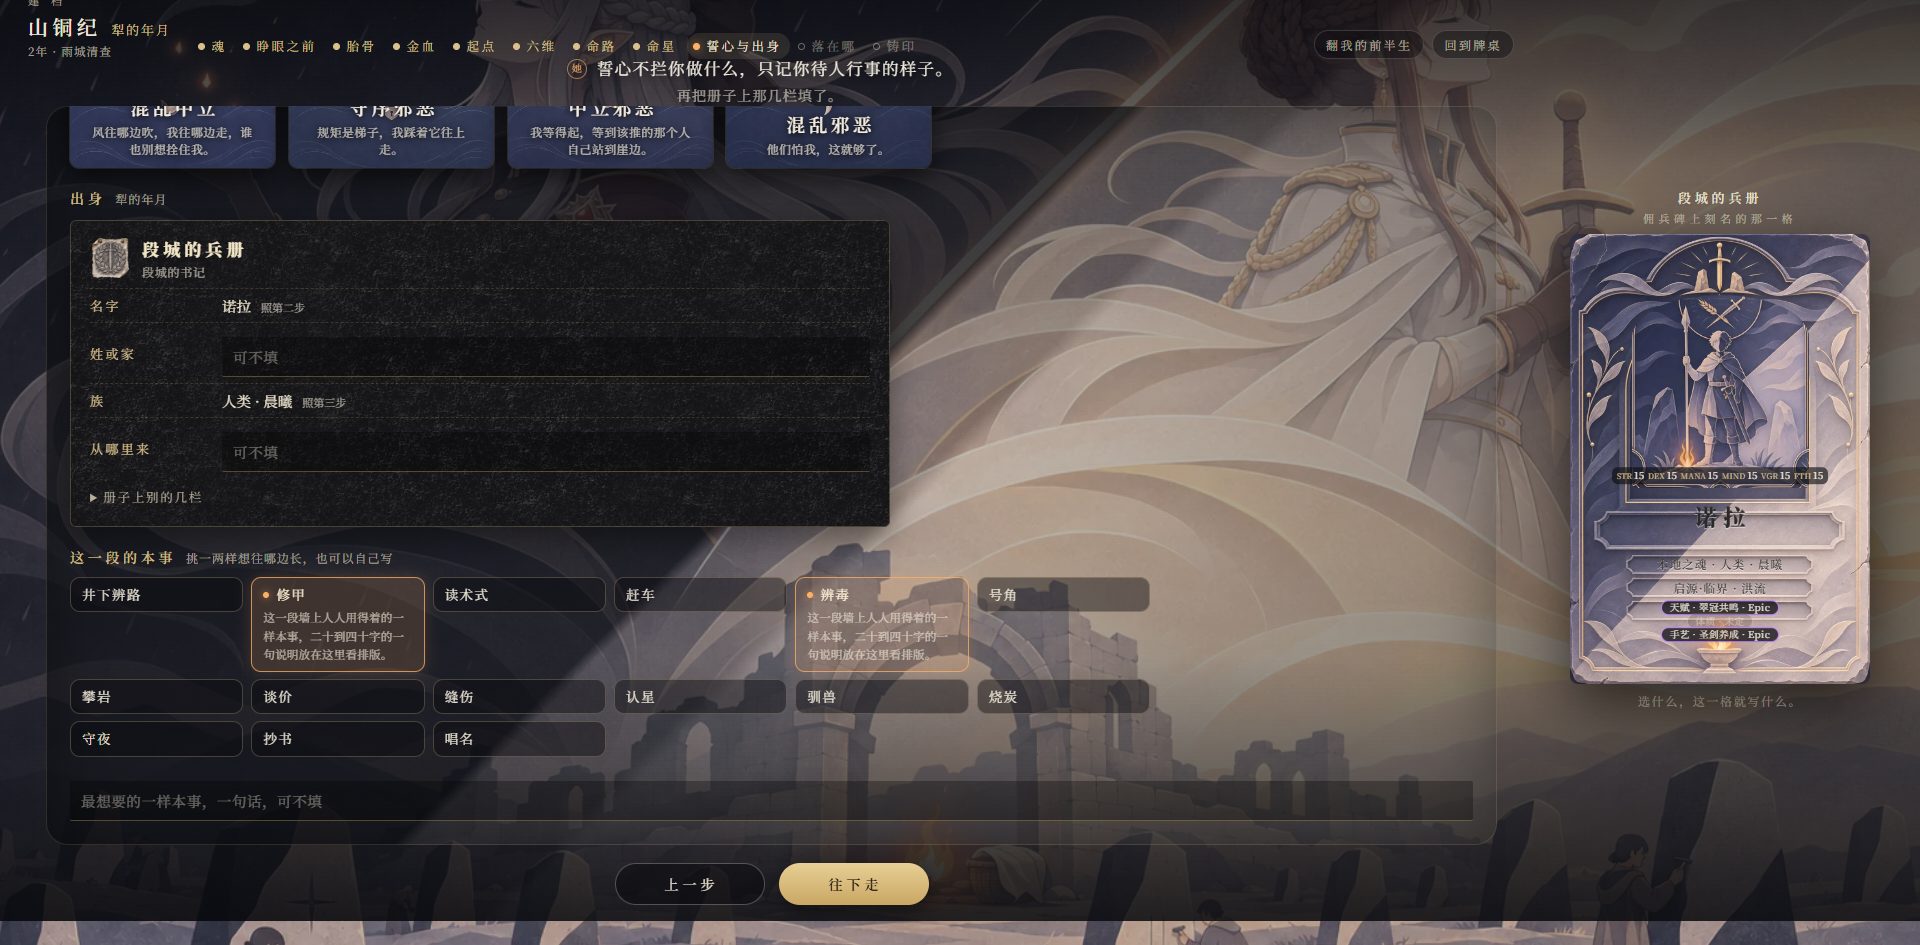 山铜纪 犁的年月
2年·雨城清查
魂 睁眼之前 胎骨 金血 起点 六维 命路 命星 誓心与出身 落在哪 铸印
翻我的前半生 回到牌桌
她 誓心不拦你做什么，只记你待人行事的样子。
再把册子上那几栏填了。
混乱中立
风往哪边吹，我往哪边走，谁
也别想拴住我。
守序邪恶
规矩是梯子，我踩着它往上
走。
中立邪恶
我等得起，等到该推的那个人
自己站到崖边。
混乱邪恶
他们怕我，这就够了。
出身 犁的年月
段城的兵册
段城的书记
名字 诺拉 照第二步
姓或家 可不填
族 人类·晨曦 照第三步
从哪里来 可不填
▶ 册子上别的几栏
这一段的本事 挑一两样想往哪边长，也可以自己写
井下辨路
修甲
这一段墙上人人用得着的一
样本事，二十到四十字的一
句说明放在这里看排版。
读术式
赶车
辨毒
这一段墙上人人用得着的一
样本事，二十到四十字的一
句说明放在这里看排版。
号角
攀岩 谈价 缝伤 认星 驯兽 烧炭
守夜 抄书 唱名
最想要的一样本事，一句话，可不填
上一步 往下走
段城的兵册
佣兵碑上刻名的那一格
STR 15 DEX 15 MANA 15 MIND 15 VGR 15 FTH 15
诺拉
本地之魂·人类·晨曦
启源·临界·洪流
天赋·翠冠共鸣·Epic
手艺·圣剑养成·Epic
选什么，这一格就写什么。